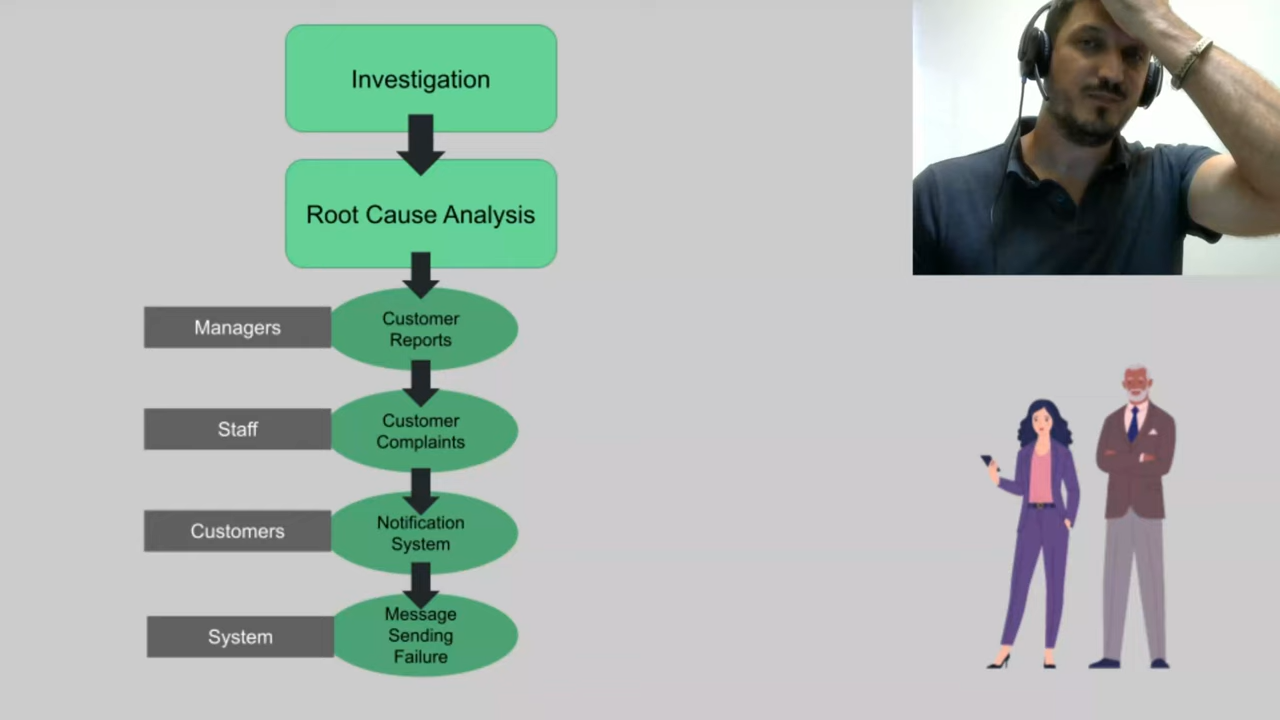 Investigation
Root Cause Analysis
Managers
Customer
Reports
Staff
Customer
Complaints
Customers
Notification
System
System
Message
Sending
Failure